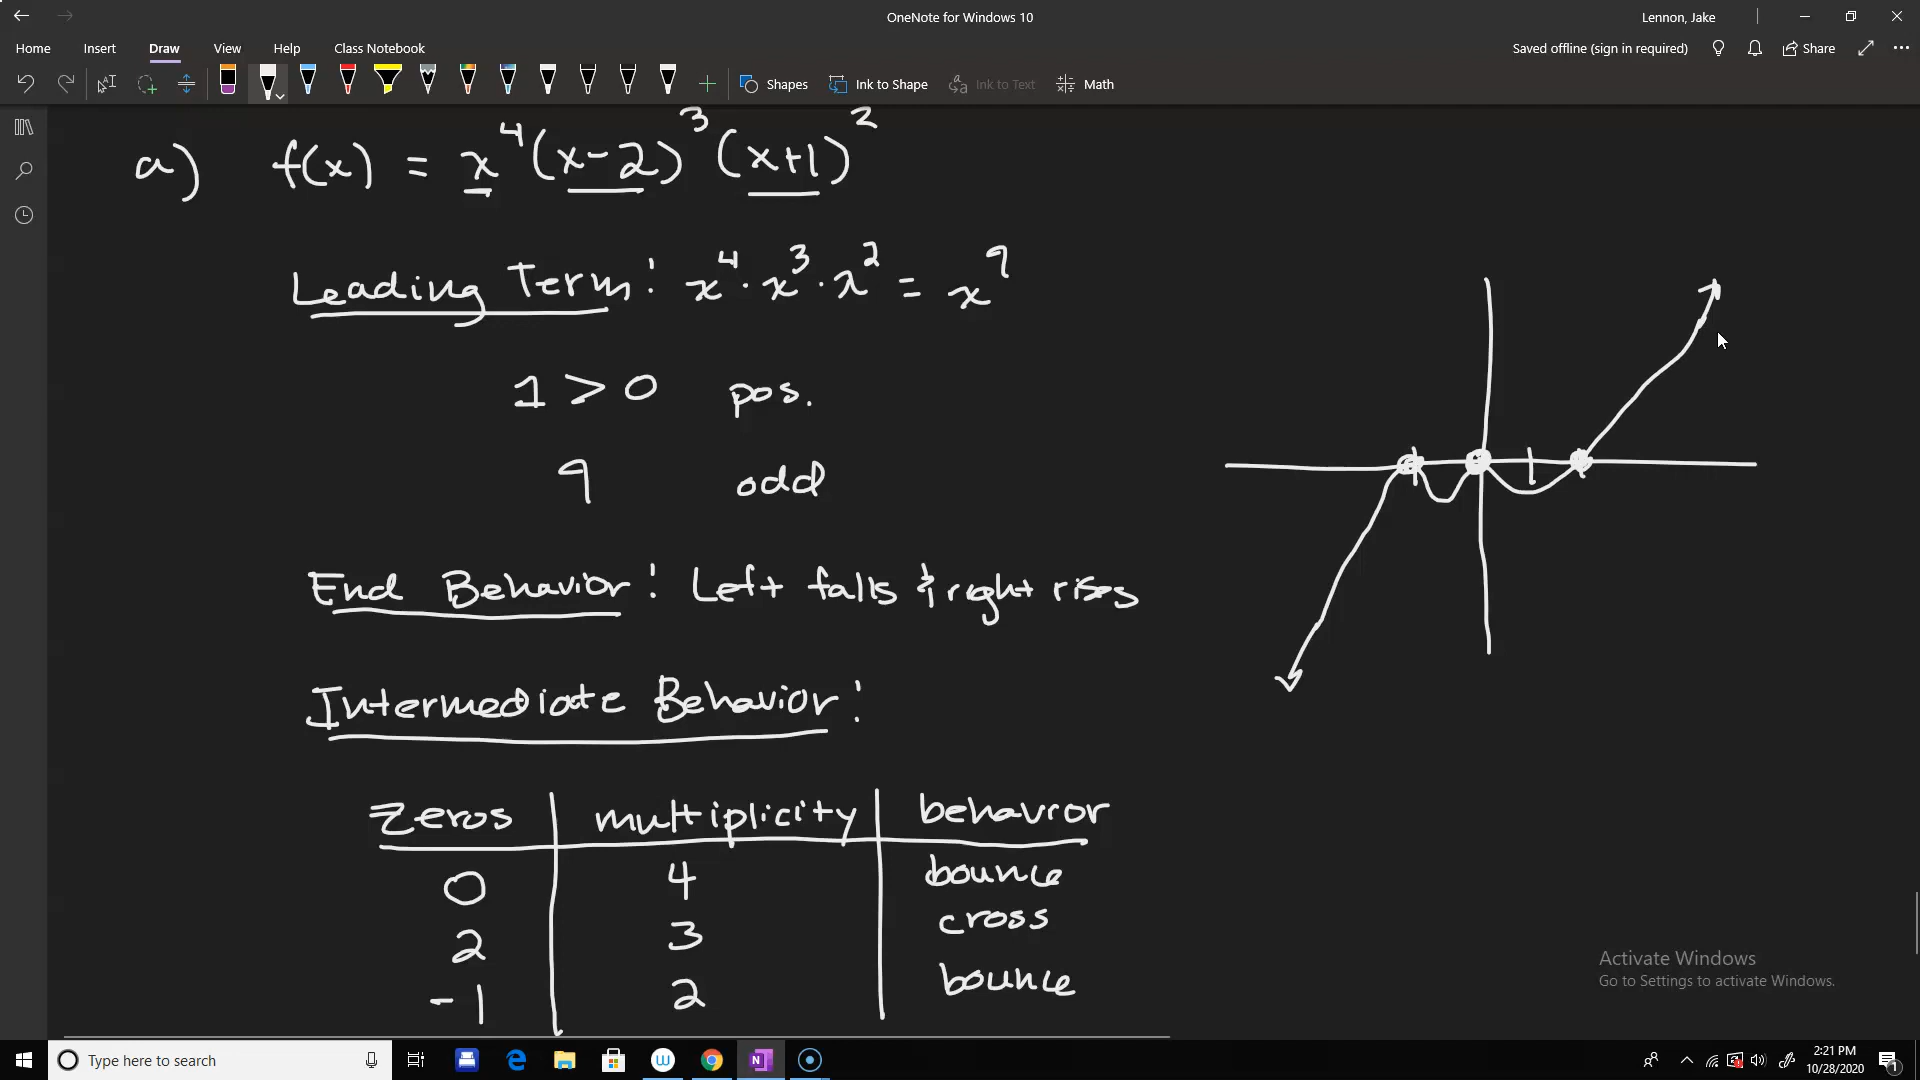 OneNote for Windows 10
Lennon, Jake
Home Insert Draw View Help Class Notebook
Saved offline (sign in required)
Share
Shapes
Ink to Shape
Ink to Text
Math
a) f(x) = x⁴(x-2)³(x+1)²
Leading Term: x⁴ · x³ · x² = x⁹
1 > 0 pos.
9 odd
End Behavior: Left falls & right rises
Intermediate Behavior:
Zeros multiplicity behavior
0 4 bounce
2 3 cross
-1 2 bounce
Activate Windows
Go to Settings to activate Windows.
Type here to search
2:21 PM
10/28/2020
1